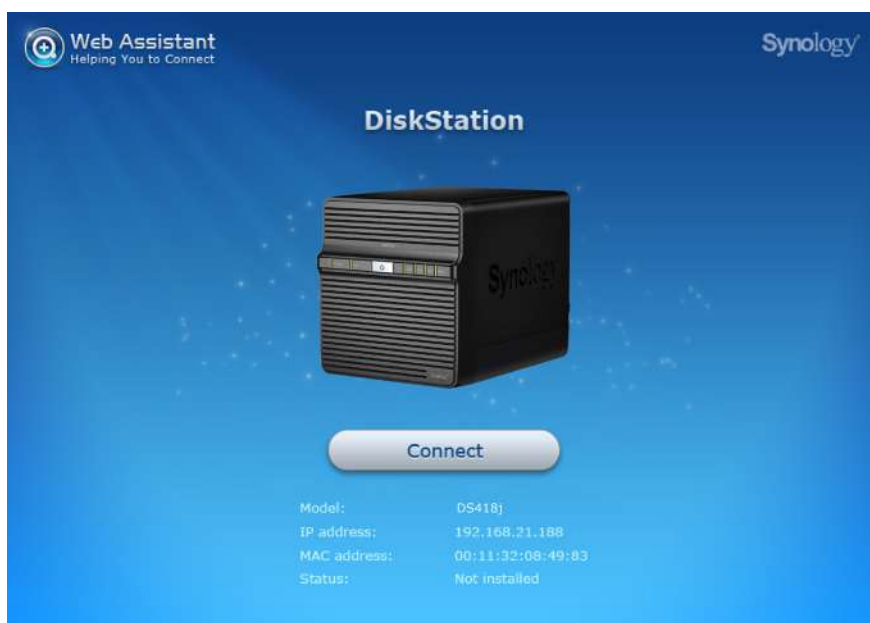 Web Assistant
Helping You to Connect
Synology
DiskStation
Synology
Connect
Model: DS418j
IP address: 192.168.21.188
MAC address: 00:11:32:08:49:83
Status: Not installed